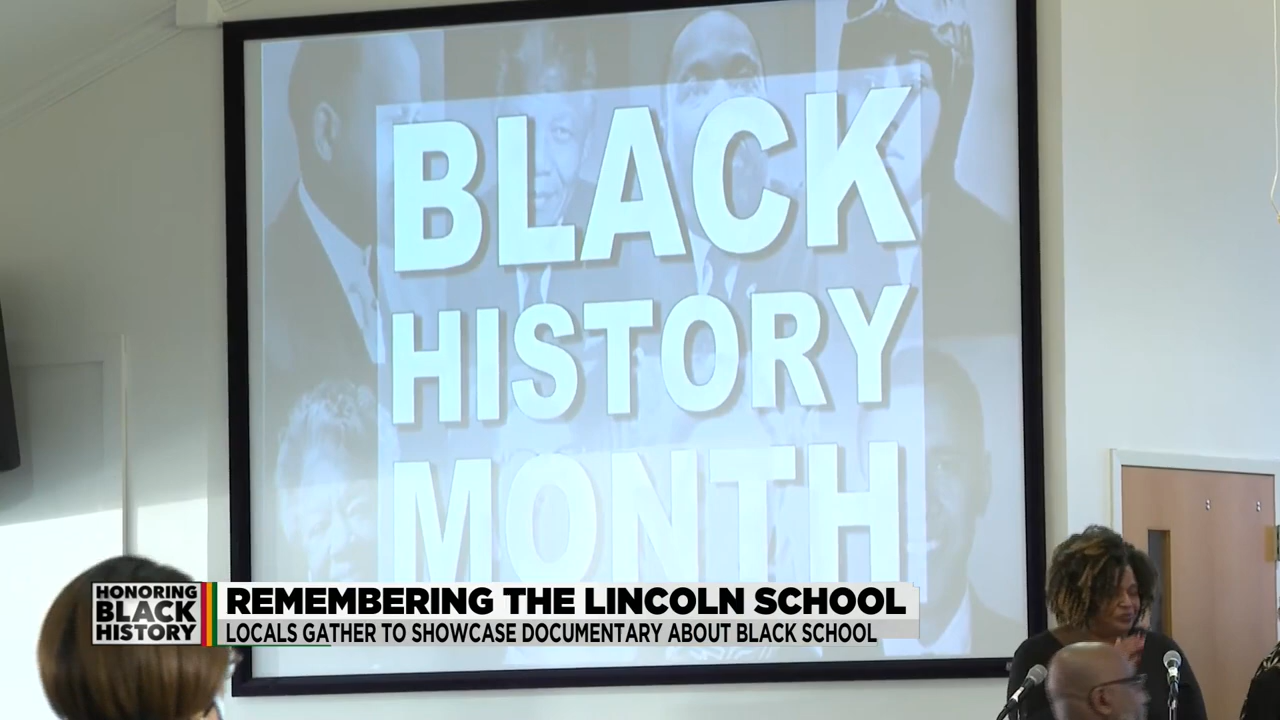 BLACK
HISTORY
MONTH
HONORING
BLACK
HISTORY
REMEMBERING THE LINCOLN SCHOOL
LOCALS GATHER TO SHOWCASE DOCUMENTARY ABOUT BLACK SCHOOL